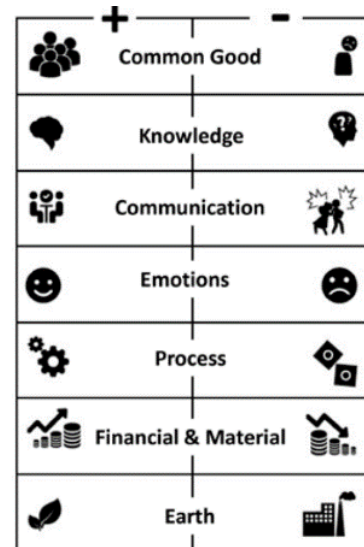 + -
Common Good
Knowledge
??
Communication
Emotions
Process
Financial & Material
Earth